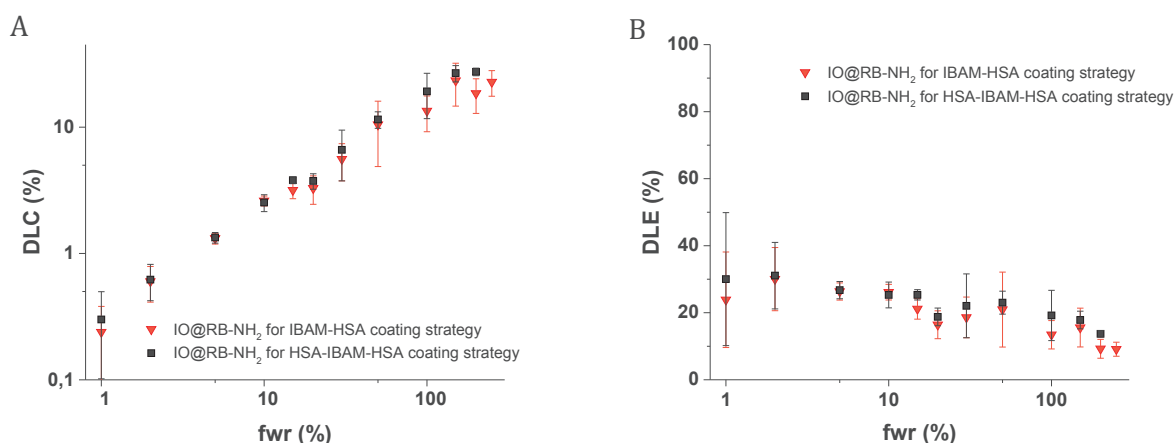 A
DLC (%)
10
1
0,1
IO@RB-NH₂ for IBAM-HSA coating strategy
IO@RB-NH₂ for HSA-IBAM-HSA coating strategy
1
10
100
fwr (%)
B
DLE (%)
100
80
60
40
20
0
IO@RB-NH₂ for IBAM-HSA coating strategy
IO@RB-NH₂ for HSA-IBAM-HSA coating strategy
1
10
100
fwr (%)